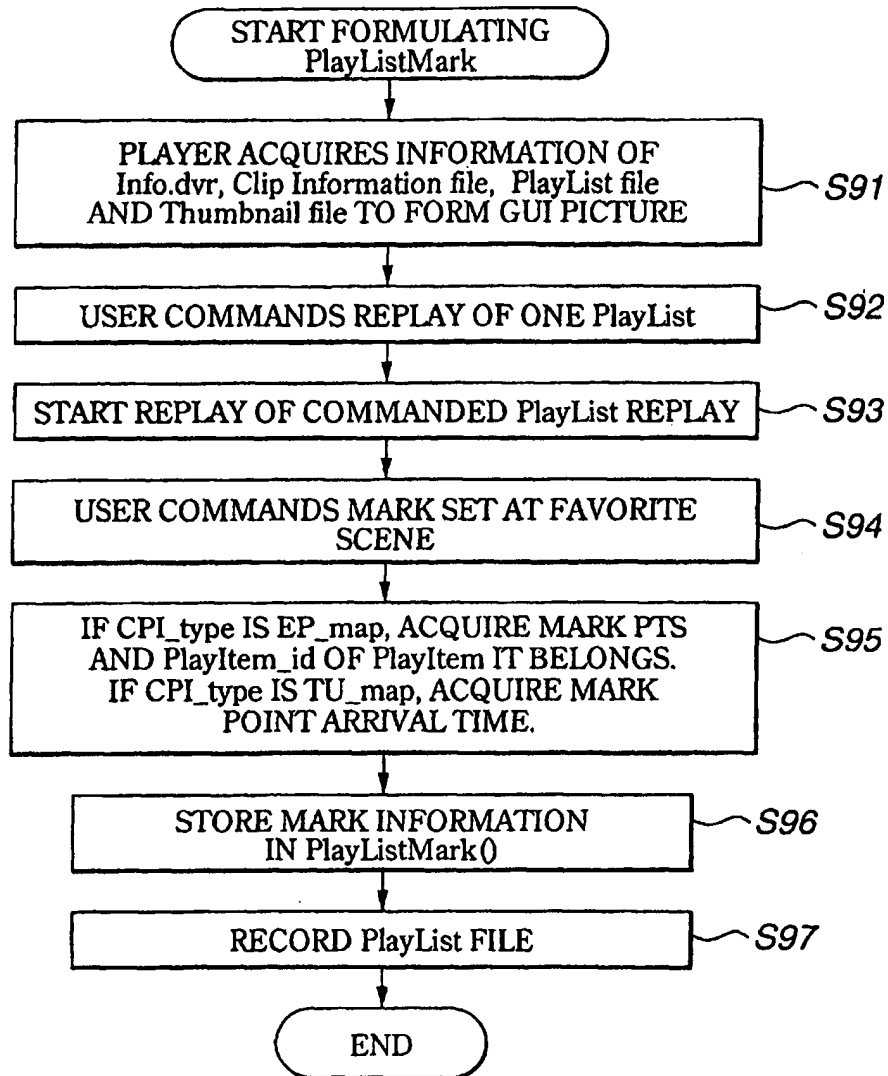 START FORMULATING
PlayListMark
PLAYER ACQUIRES INFORMATION OF
Info.dvr, Clip Information file, PlayList file
AND Thumbnail file TO FORM GUI PICTURE
S91
USER COMMANDS REPLAY OF ONE PlayList
S92
START REPLAY OF COMMANDED PlayList REPLAY
S93
USER COMMANDS MARK SET AT FAVORITE
SCENE
S94
IF CPI_type IS EP_map, ACQUIRE MARK PTS
AND PlayItem_id OF PlayItem IT BELONGS.
IF CPI_type IS TU_map, ACQUIRE MARK
POINT ARRIVAL TIME.
S95
STORE MARK INFORMATION
IN PlayListMark()
S96
RECORD PlayList FILE
S97
END